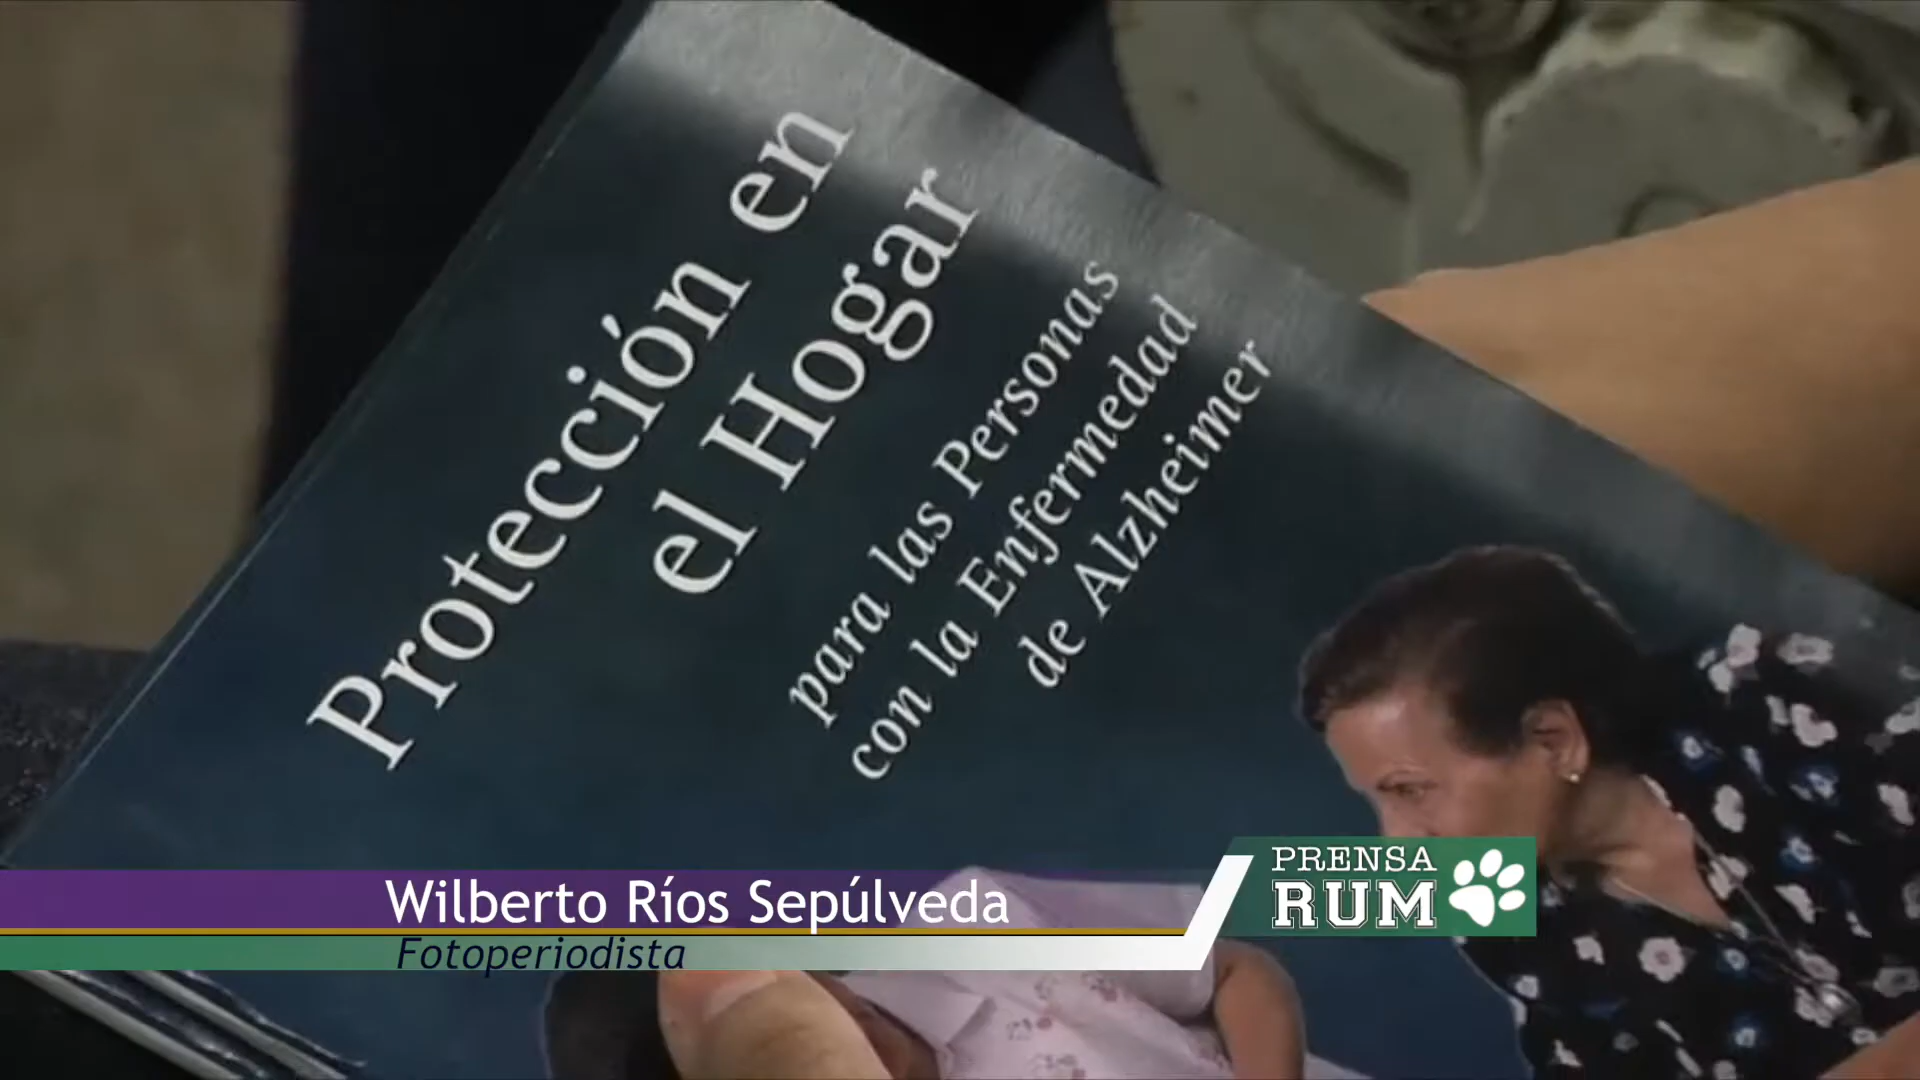 Protección en
el Hogar
para las Personas
con la Enfermedad
de Alzheimer
Wilberto Ríos Sepúlveda
Fotoperiodista
PRENSA
RUM